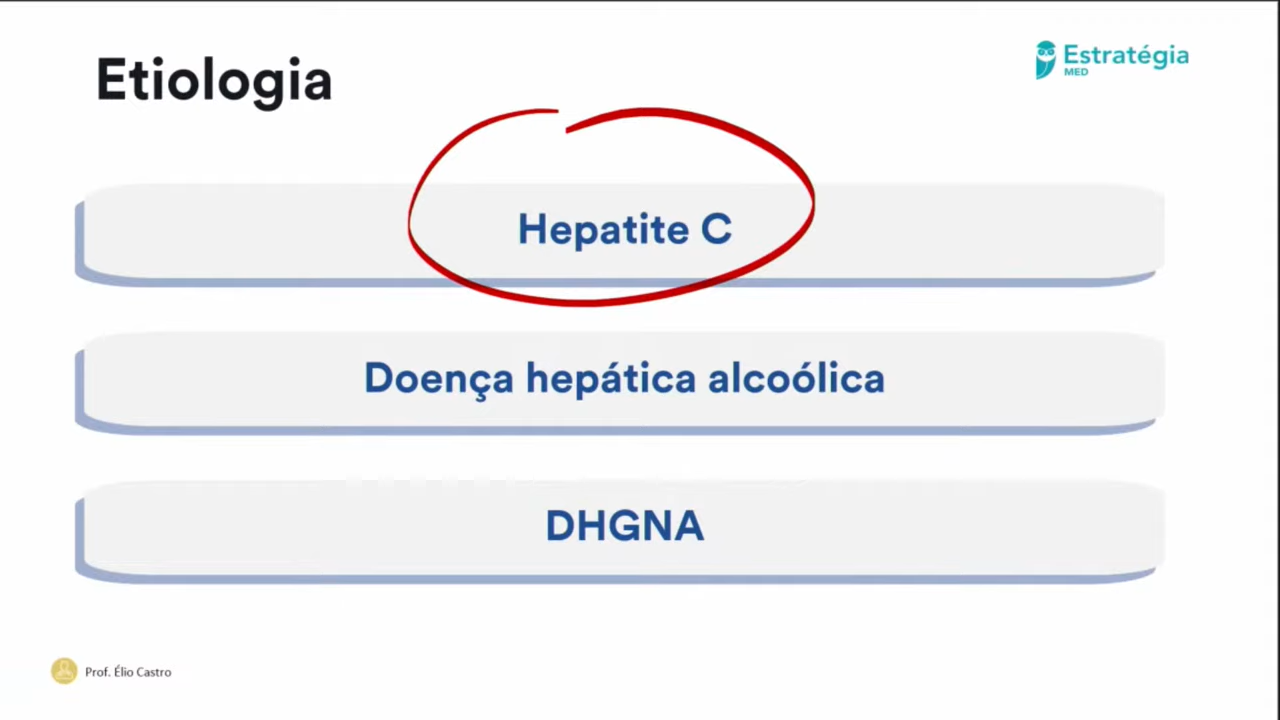 Etiologia
Estratégia
MED
Hepatite C
Doença hepática alcoólica
DHGNA
Prof. Élio Castro